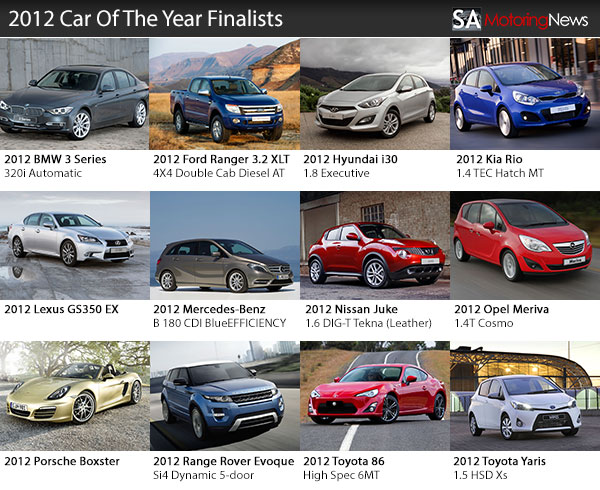 2012 Car Of The Year Finalists
SA MotoringNews
2012 BMW 3 Series
320i Automatic
2012 Ford Ranger 3.2 XLT
4X4 Double Cab Diesel AT
2012 Hyundai i30
1.8 Executive
2012 Kia Rio
1.4 TEC Hatch MT
2012 Lexus GS350 EX
2012 Mercedes-Benz
B 180 CDI BlueEFFICIENCY
2012 Nissan Juke
1.6 DIG-T Tekna (Leather)
2012 Opel Meriva
1.4T Cosmo
2012 Porsche Boxster
2012 Range Rover Evoque
Si4 Dynamic 5-door
2012 Toyota 86
High Spec 6MT
2012 Toyota Yaris
1.5 HSD Xs